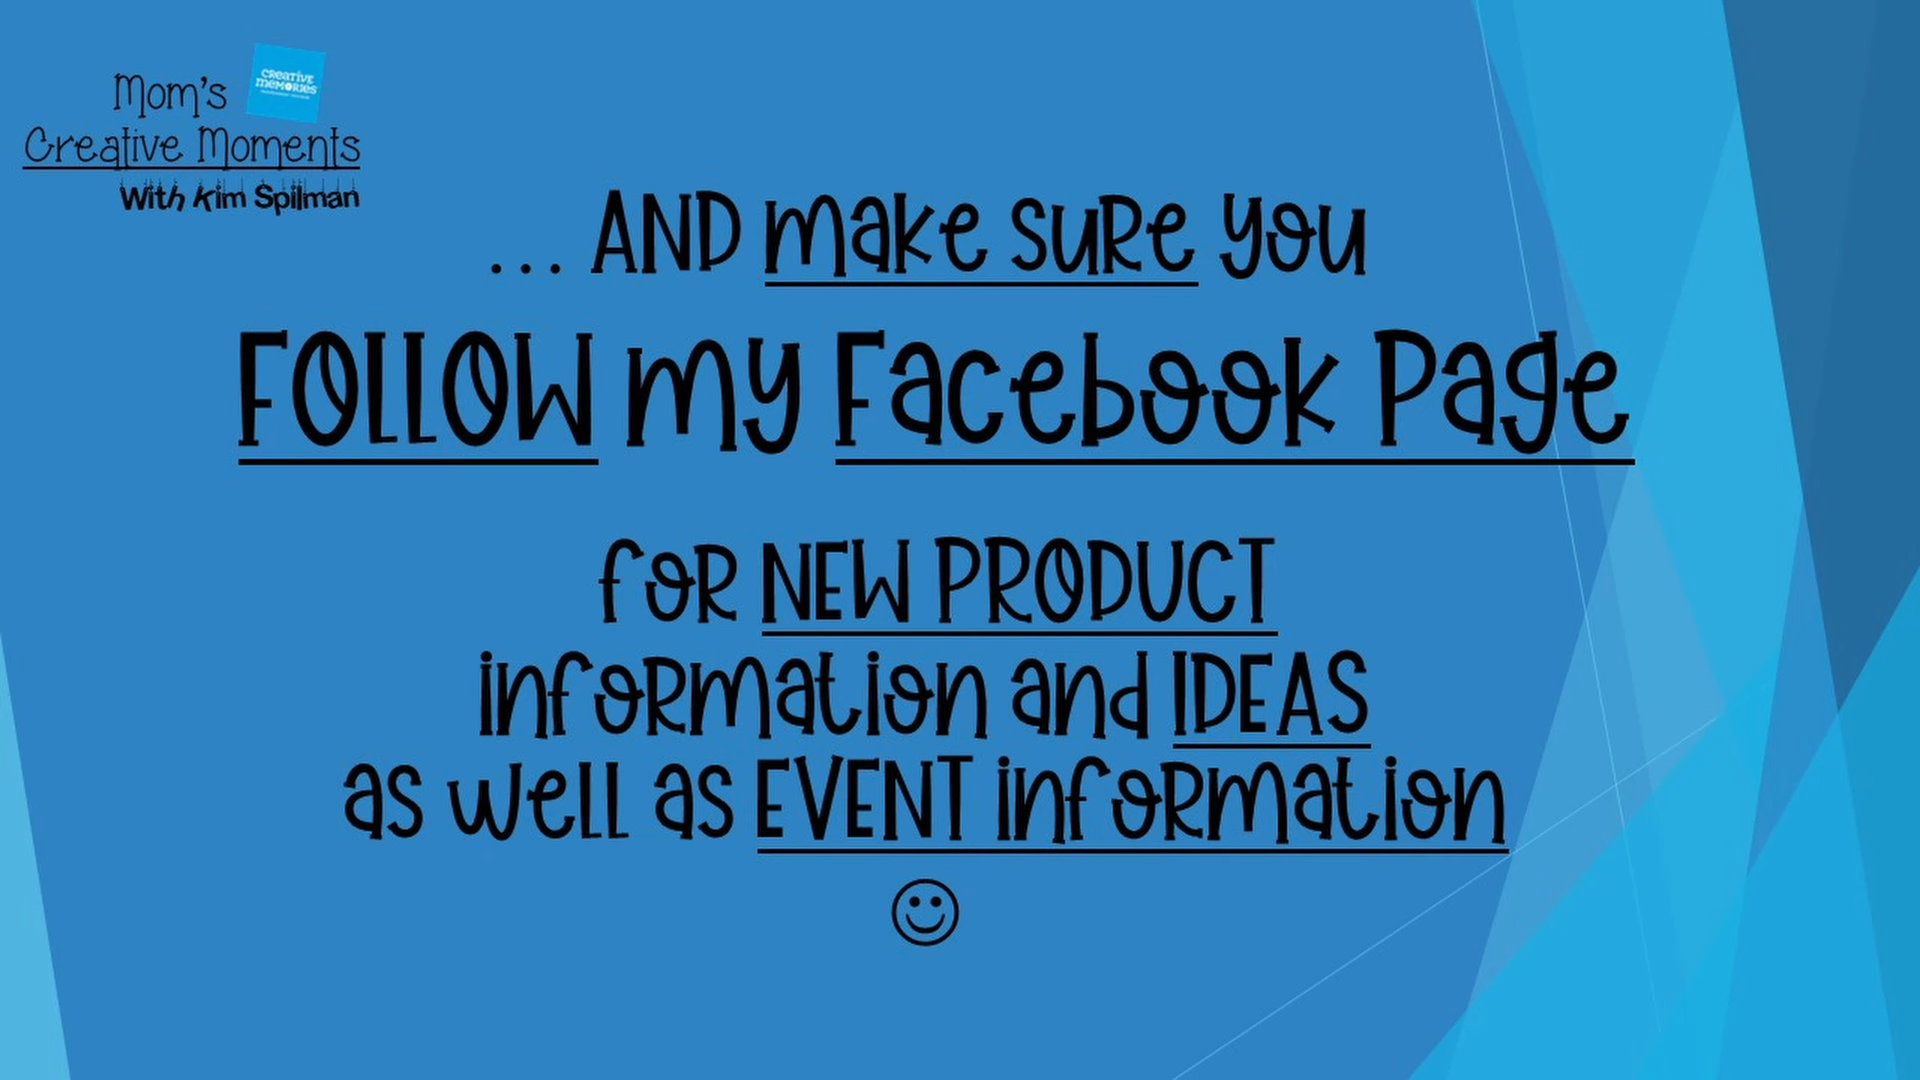 Mom's
creative memories
Creative Moments
With Kim Spilman
... AND make suRe you
FOLLOW my Facebook Page
foR NEW PRODUCT
infoRmation and IDEAS
as well as EVENT infoRmation
☺